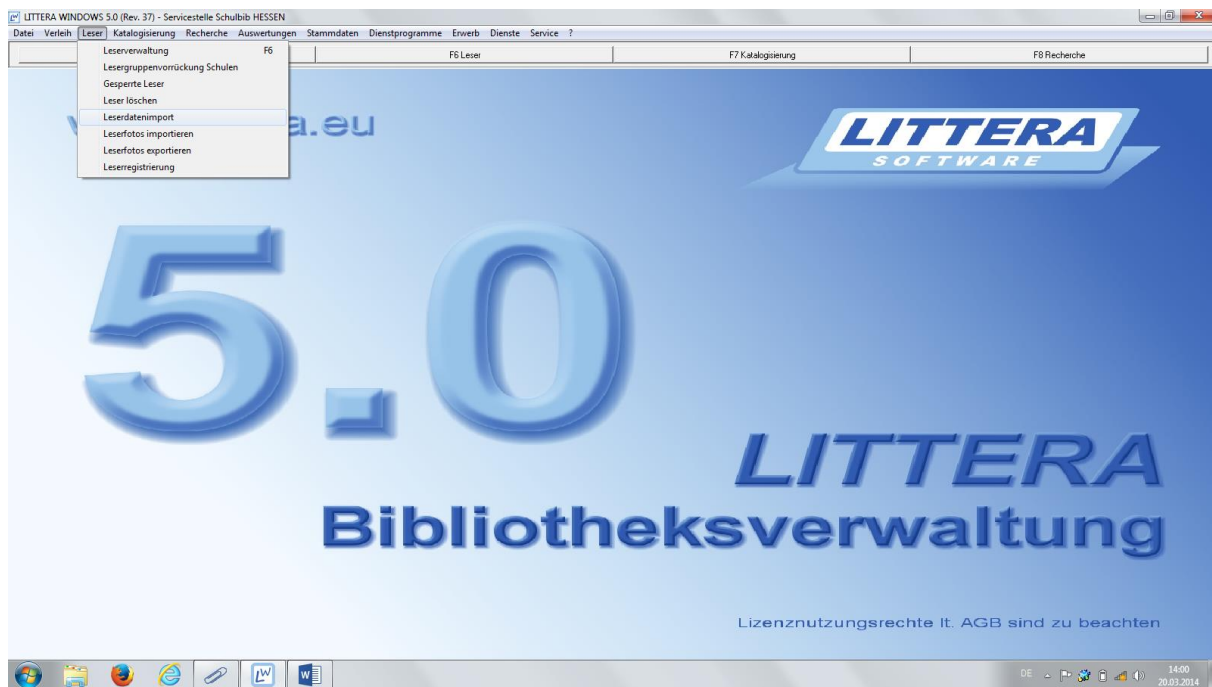 LITTERA WINDOWS 5.0 (Rev. 37) - Servicestelle Schulbib HESSEN
Datei Verleih Leser Katalogisierung Recherche Auswertungen Stammdaten Dienstprogramme Erwerb Dienste Service ?
F6 Leser F7 Katalogisierung F8 Recherche
Leserverwaltung F6
Lesergruppenvorrückung Schulen
Gesperrte Leser
Leser löschen
Leserdatenimport
Leserfotos importieren
Leserfotos exportieren
Leserregistrierung
a.eu
LITTERA
SOFTWARE
5.0
LITTERA
Bibliotheksverwaltung
Lizenznutzungsrechte lt. AGB sind zu beachten
DE 14:00
20.03.2014